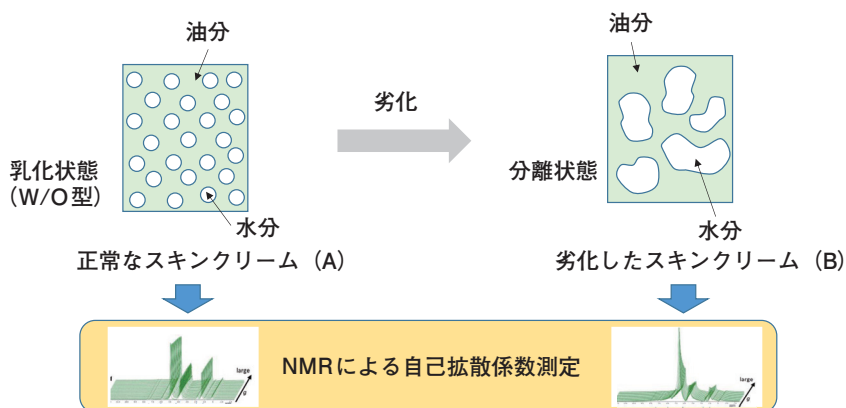 油分
油分
劣化
乳化状態
(W/O型)
分離状態
水分
水分
正常なスキンクリーム(A)
劣化したスキンクリーム(B)
NMRによる自己拡散係数測定
large
g
large
g